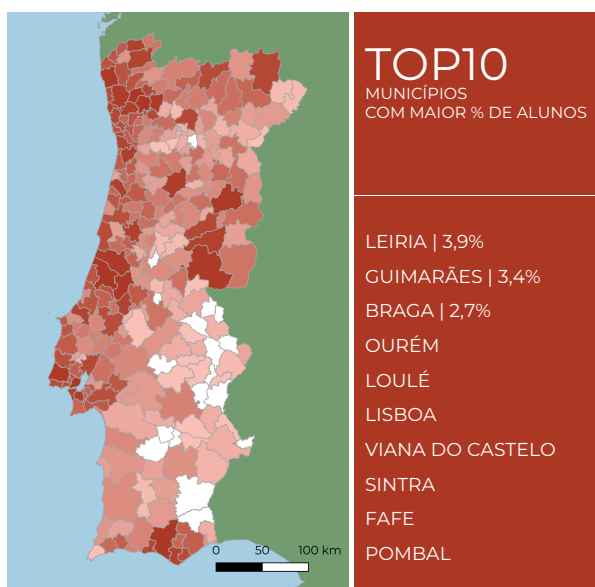 TOP10
MUNICÍPIOS
COM MAIOR % DE ALUNOS
LEIRIA | 3,9%
GUIMARÃES | 3,4%
BRAGA | 2,7%
OURÉM
LOULÉ
LISBOA
VIANA DO CASTELO
SINTRA
FAFE
POMBAL
0 50 100 km